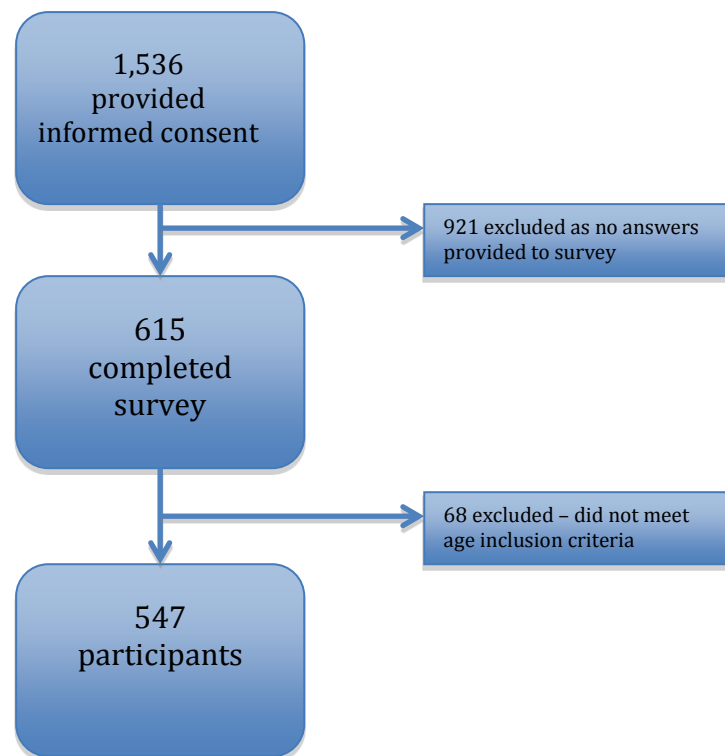 1,536
provided
informed consent
921 excluded as no answers
provided to survey
615
completed
survey
68 excluded – did not meet
age inclusion criteria
547
participants